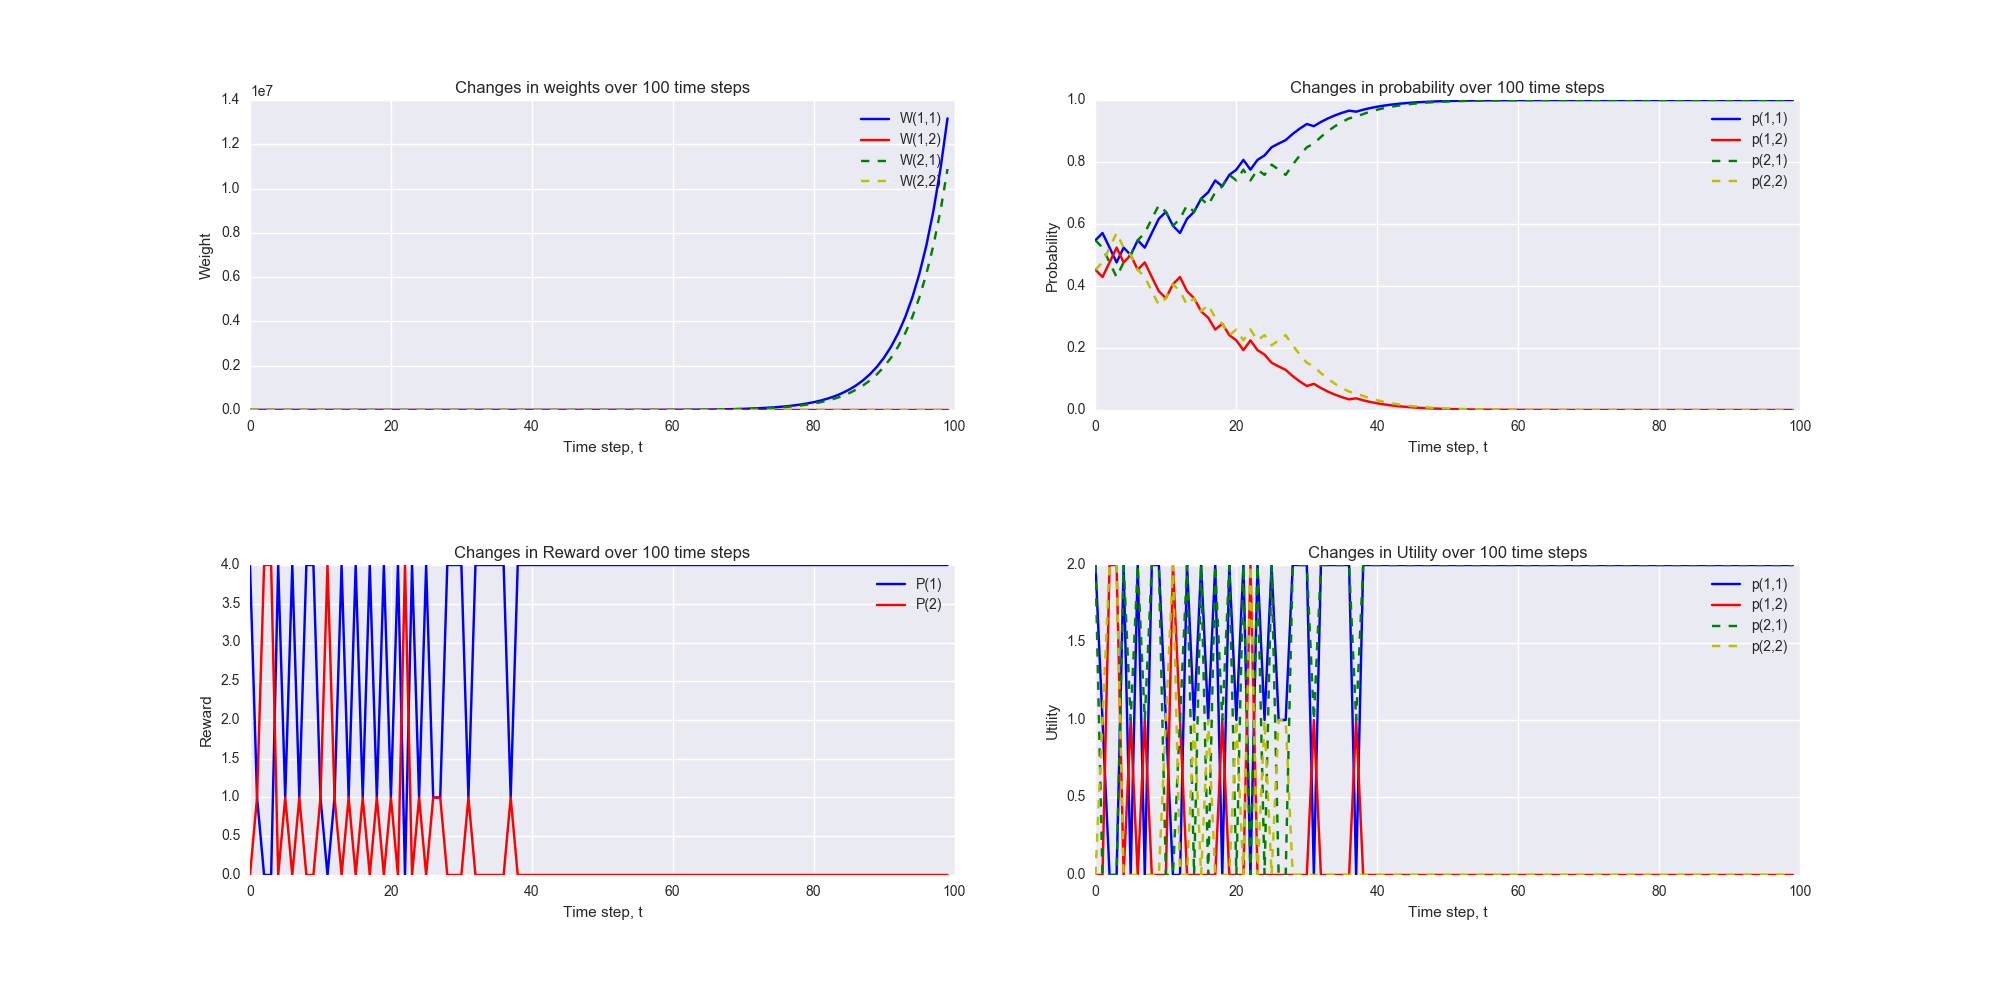 Changes in weights over 100 time steps
1e7
1.4
1.2
1.0
0.8
0.6
0.4
0.2
0.0
Weight
W(1,1)
W(1,2)
W(2,1)
W(2,2)
0 20 40 60 80 100
Time step, t
Changes in probability over 100 time steps
1.0
0.8
0.6
0.4
0.2
0.0
Probability
p(1,1)
p(1,2)
p(2,1)
p(2,2)
0 20 40 60 80 100
Time step, t
Changes in Reward over 100 time steps
4.0
3.5
3.0
2.5
2.0
1.5
1.0
0.5
0.0
Reward
P(1)
P(2)
0 20 40 60 80 100
Time step, t
Changes in Utility over 100 time steps
2.0
1.5
1.0
0.5
0.0
Utility
p(1,1)
p(1,2)
p(2,1)
p(2,2)
0 20 40 60 80 100
Time step, t